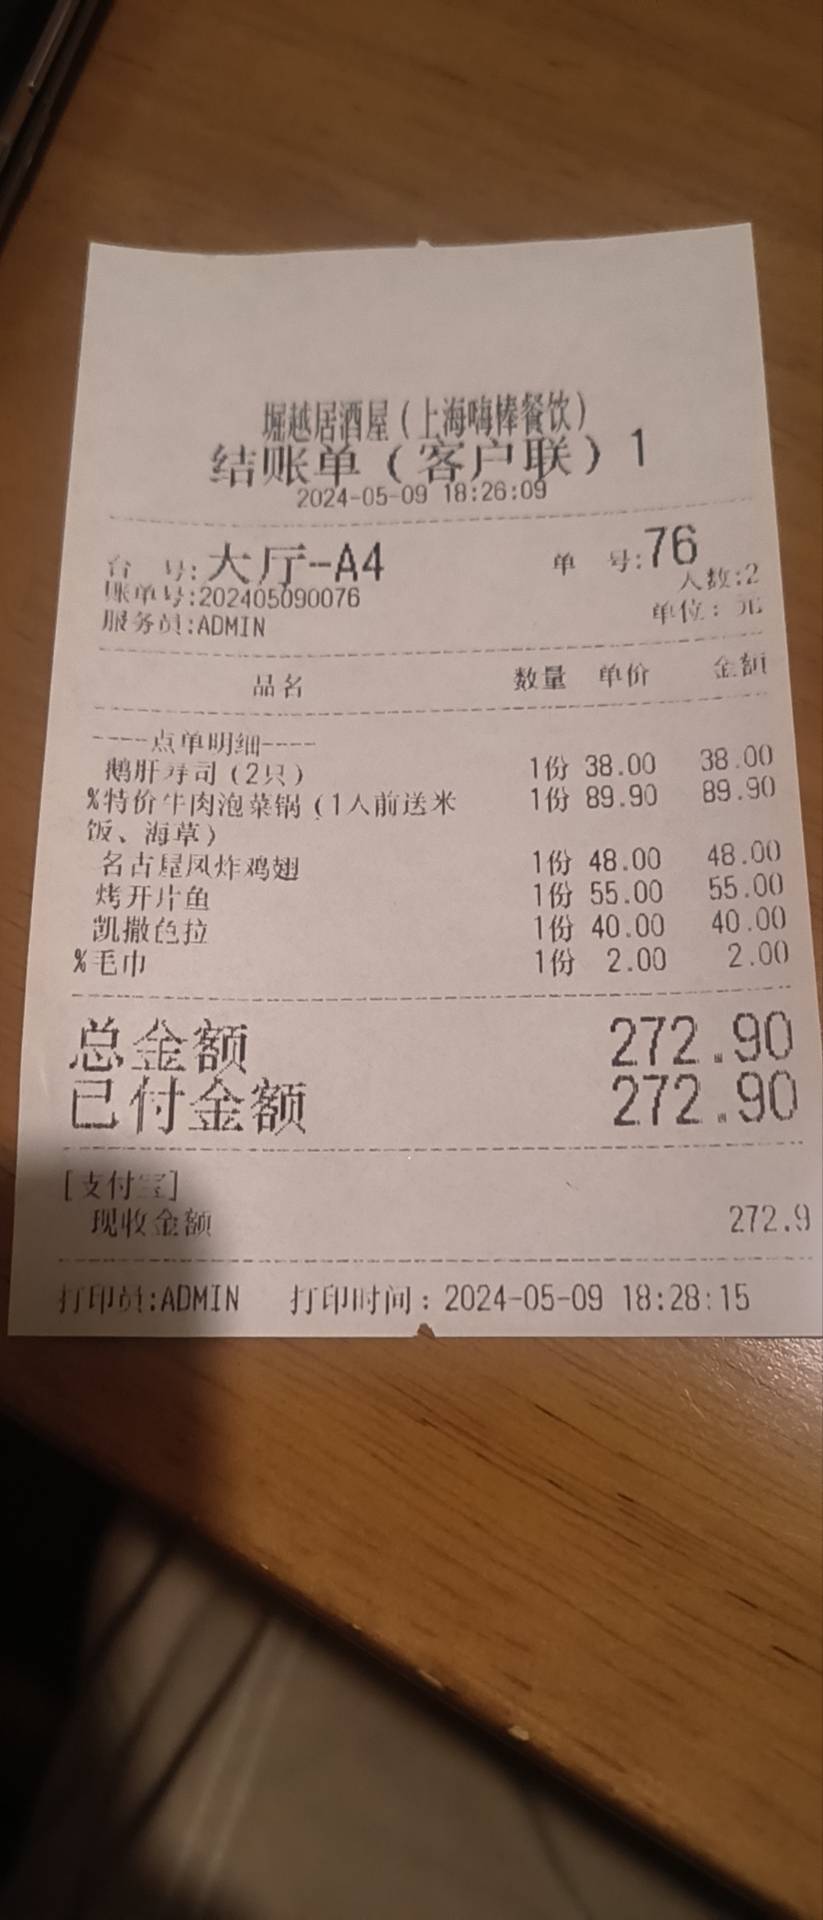 堀越居酒屋（上海嗨棒餐饮）
结账单（客户联）1
2024-05-09 18:26:09
台 号:大厅-A4 单 号:76
账单号:202405090076 人数:2
服务员:ADMIN 单位：元
品名 数量 单价 金额
----点单明细----
鹅肝寿司（2只） 1份 38.00 38.00
%特价牛肉泡菜锅（1人前送米 1份 89.90 89.90
饭、海草）
名古屋风炸鸡翅 1份 48.00 48.00
烤开片鱼 1份 55.00 55.00
凯撒色拉 1份 40.00 40.00
%毛巾 1份 2.00 2.00
总金额 272.90
已付金额 272.90
[支付宝]
现收金额 272.9
打印员:ADMIN 打印时间：2024-05-09 18:28:15